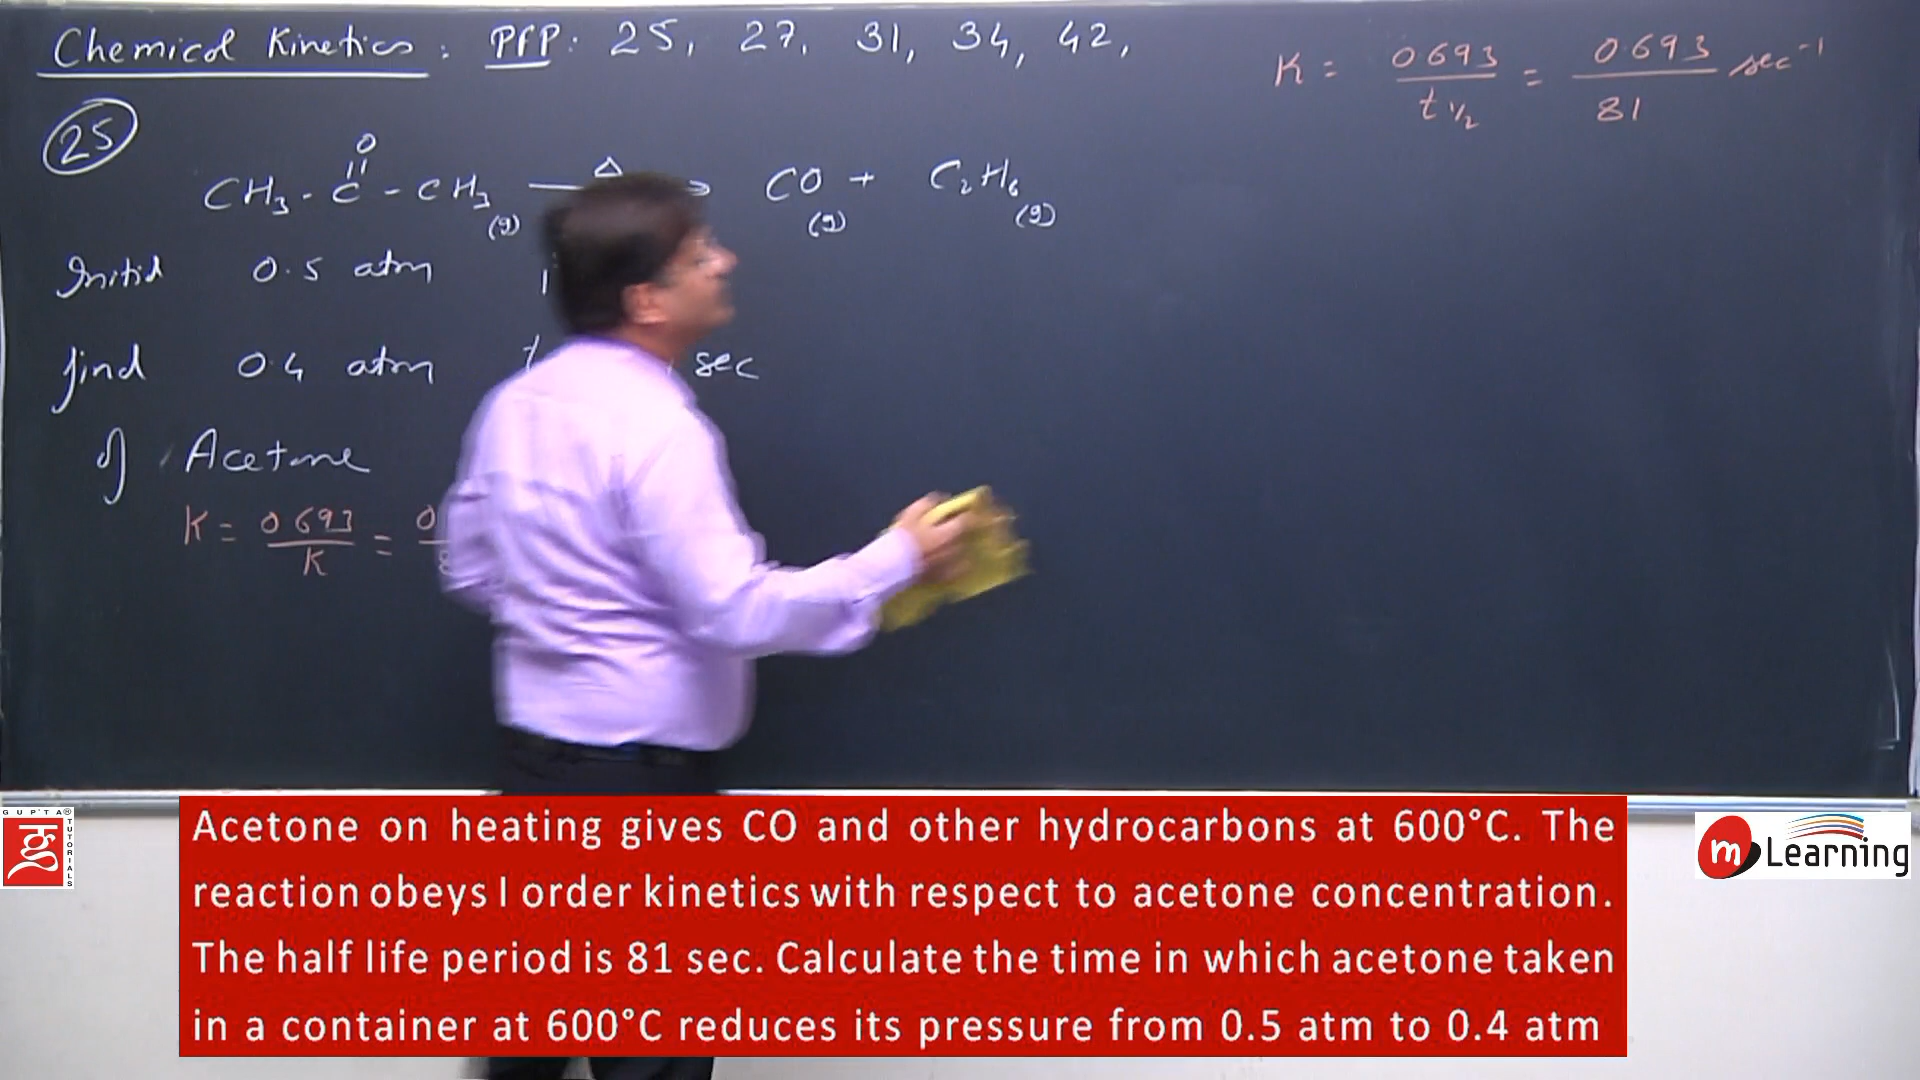 Chemical Kinetics : PFP : 25, 27, 31, 34, 42,
K = 0.693 / t 1/2 = 0.693 / 81 sec⁻¹
25
O
CH₃ - C - CH₃ (g) Δ → CO (g) + C₂H₆ (g)
Initial 0.5 atm
find 0.4 atm sec
Acetone
K = 0.693 / K =
Acetone on heating gives CO and other hydrocarbons at 600°C. The
reaction obeys I order kinetics with respect to acetone concentration.
The half life period is 81 sec. Calculate the time in which acetone taken
in a container at 600°C reduces its pressure from 0.5 atm to 0.4 atm
GUPTA® TUTORIALS
m Learning